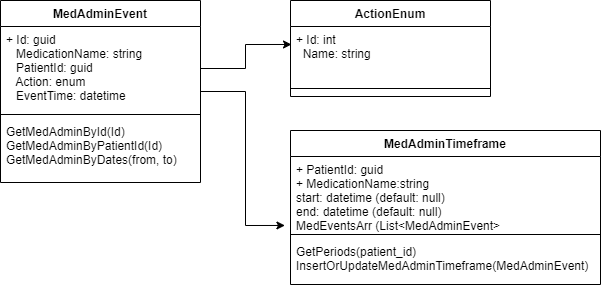 MedAdminEvent
+ Id: guid
MedicationName: string
PatientId: guid
Action: enum
EventTime: datetime
GetMedAdminById(Id)
GetMedAdminByPatientId(Id)
GetMedAdminByDates(from, to)
ActionEnum
+ Id: int
Name: string
MedAdminTimeframe
+ PatientId: guid
+ MedicationName:string
start: datetime (default: null)
end: datetime (default: null)
MedEventsArr (List<MedAdminEvent>
GetPeriods(patient_id)
InsertOrUpdateMedAdminTimeframe(MedAdminEvent)